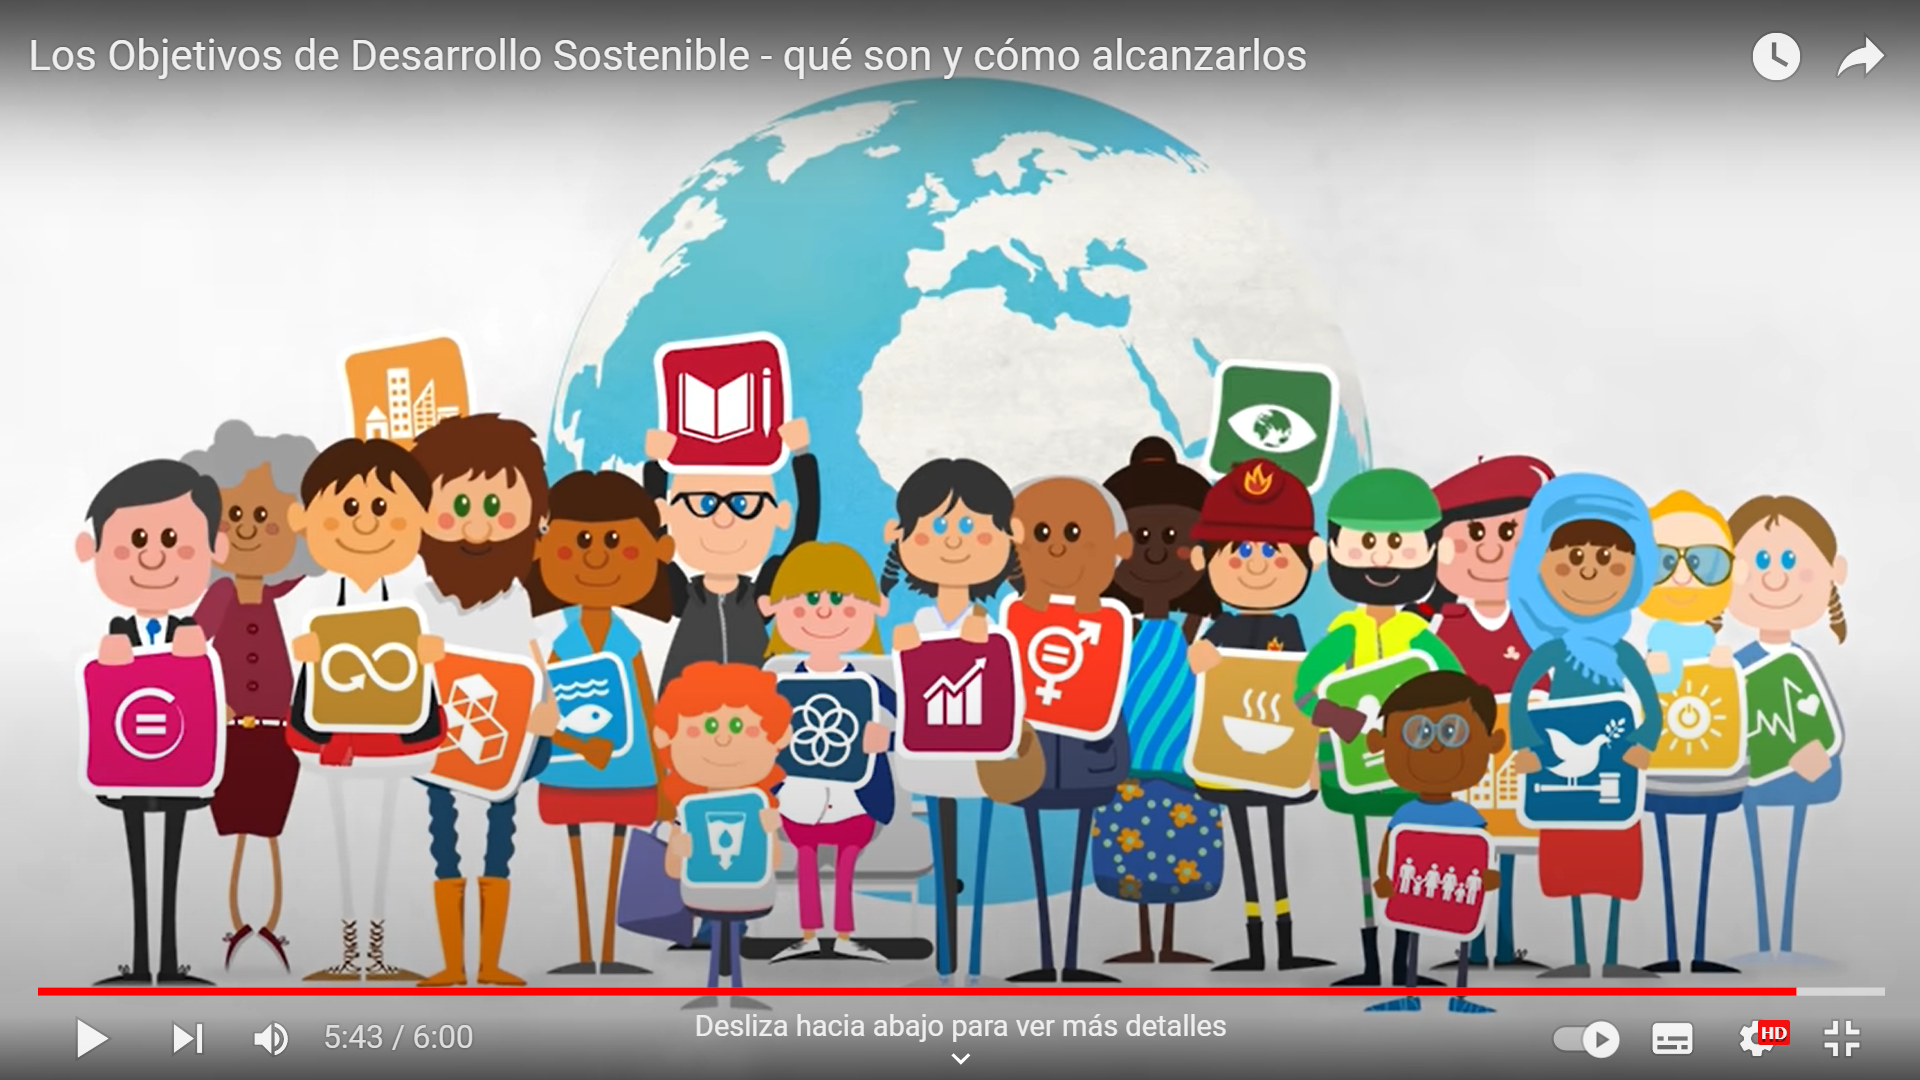 Los Objetivos de Desarrollo Sostenible - qué son y cómo alcanzarlos
5:43 / 6:00
Desliza hacia abajo para ver más detalles
HD